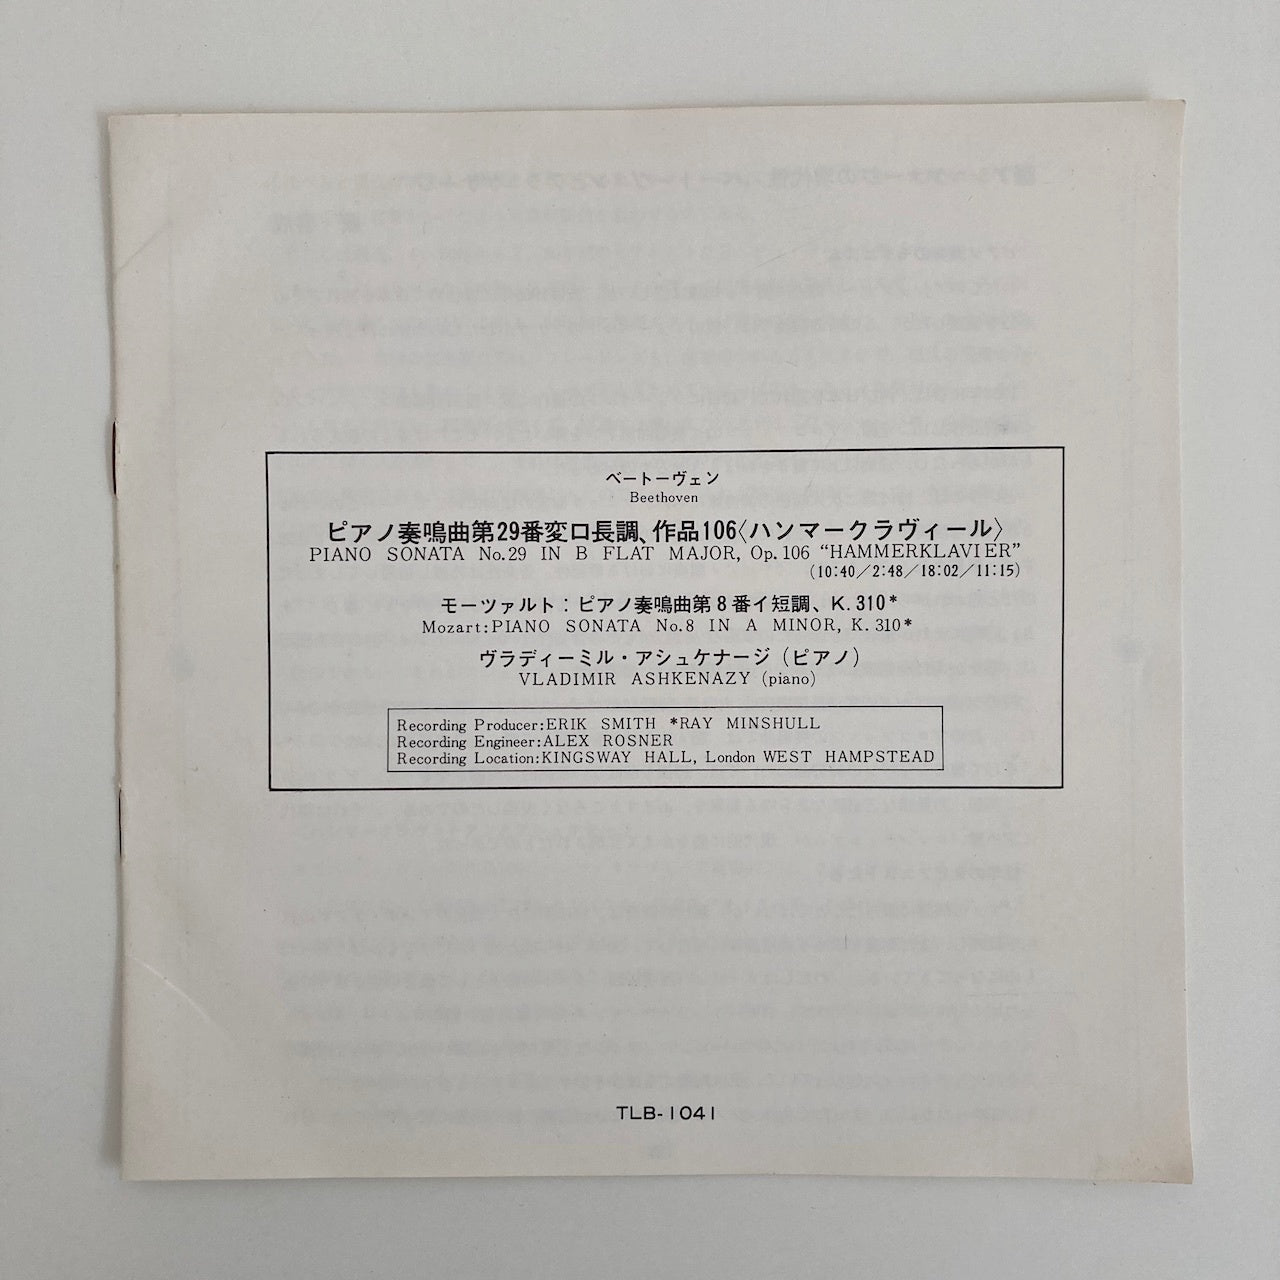 ベートーヴェン
Beethoven
ピアノ奏鳴曲第29番変ロ長調、作品106〈ハンマークラヴィール〉
PIANO SONATA No.29 IN B FLAT MAJOR, Op.106 “HAMMERKLAVIER”
(10:40／2:48／18:02／11:15)
モーツァルト：ピアノ奏鳴曲第8番イ短調、K.310*
Mozart:PIANO SONATA No.8 IN A MINOR, K.310*
ヴラディーミル・アシュケナージ（ピアノ）
VLADIMIR ASHKENAZY (piano)
Recording Producer:ERIK SMITH *RAY MINSHULL
Recording Engineer:ALEX ROSNER
Recording Location:KINGSWAY HALL, London WEST HAMPSTEAD
TLB-1041